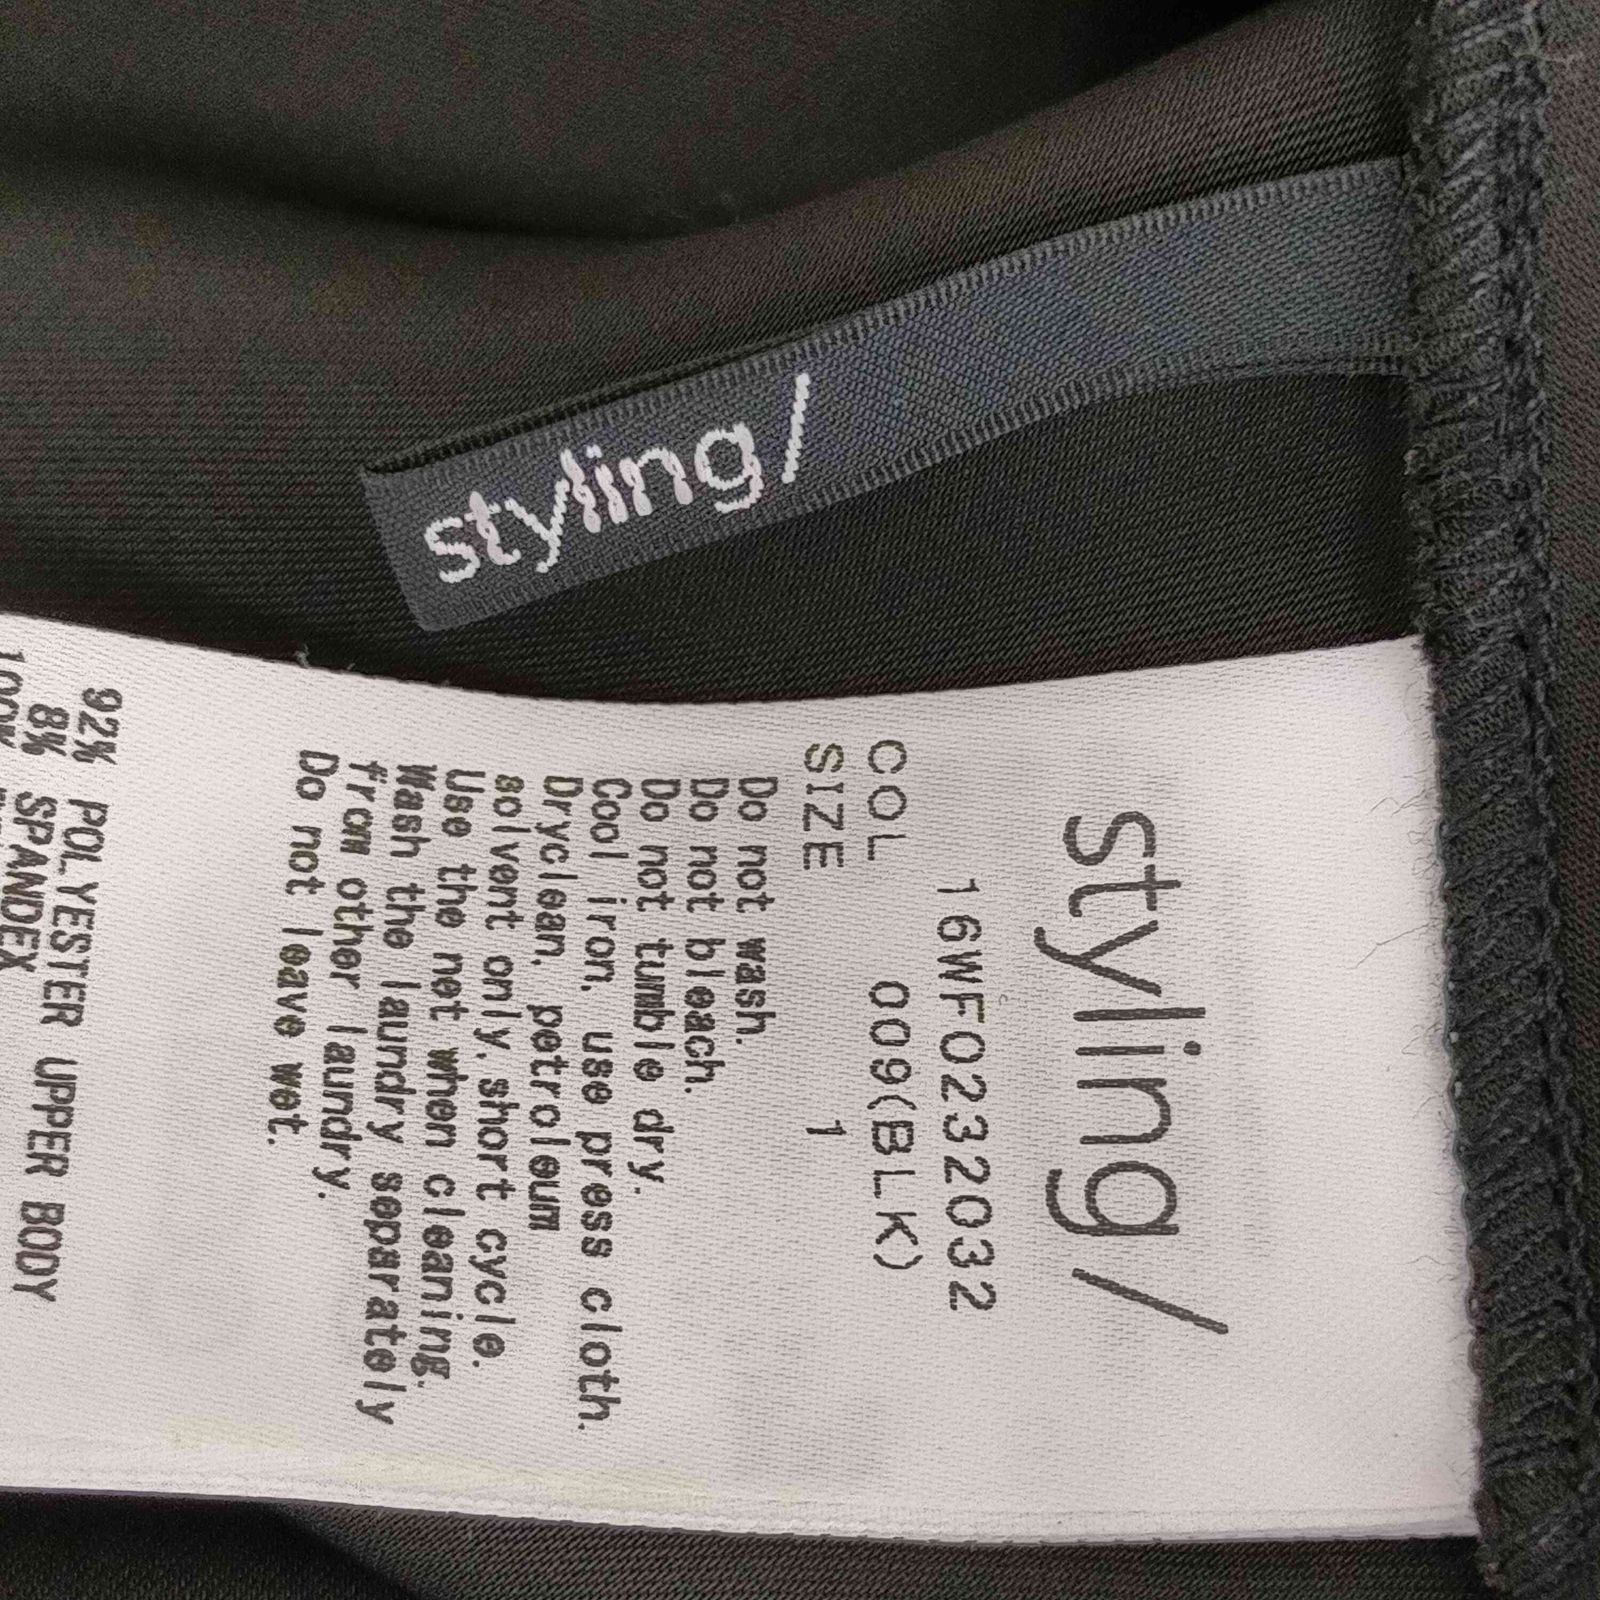 styling/
styling/
16WF0232032
COL 009(BLK)
SIZE 1
Do not wash.
Do not bleach.
Do not tumble dry.
Cool iron, use press cloth.
Dryclean, petroleum
solvent only, short cycle.
Use the net when cleaning.
Wash the laundry separately
from other laundry.
Do not leave wet.
92% POLYESTER UPPER BODY
8% SPANDEX